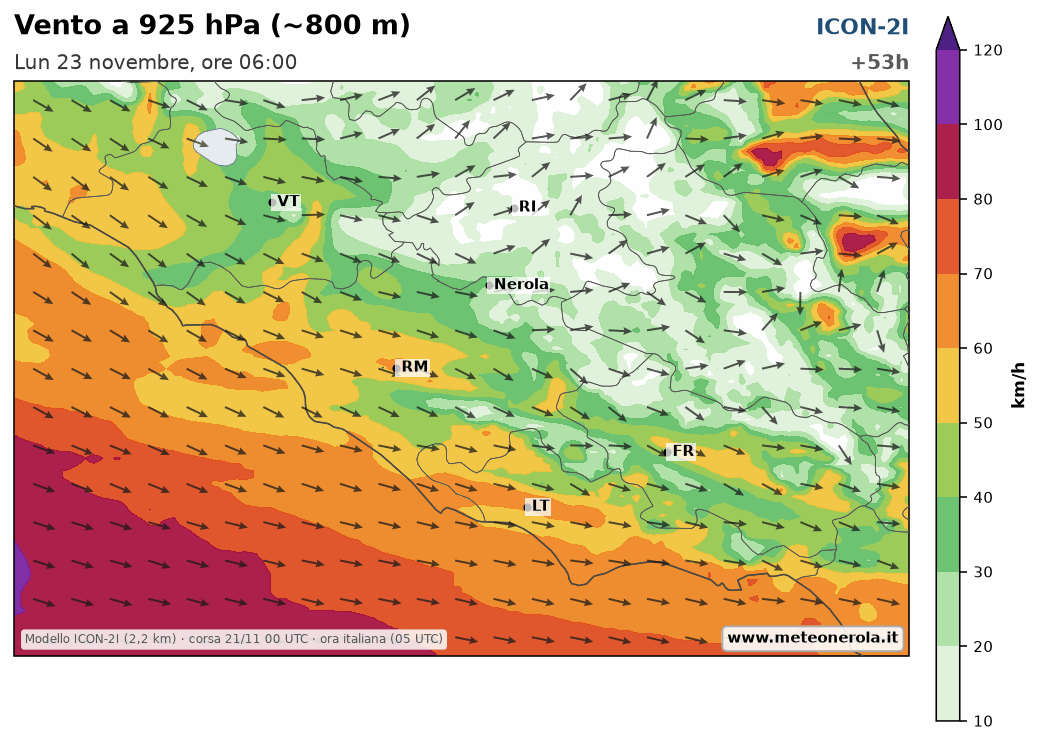 Vento a 925 hPa (~800 m)
ICON-2I
Lun 23 novembre, ore 06:00
+53h
120
100
80
70
60
50
40
30
20
10
km/h
VT
RI
Nerola
RM
FR
LT
Modello ICON-2I (2,2 km) · corsa 21/11 00 UTC · ora italiana (05 UTC)
www.meteonerola.it